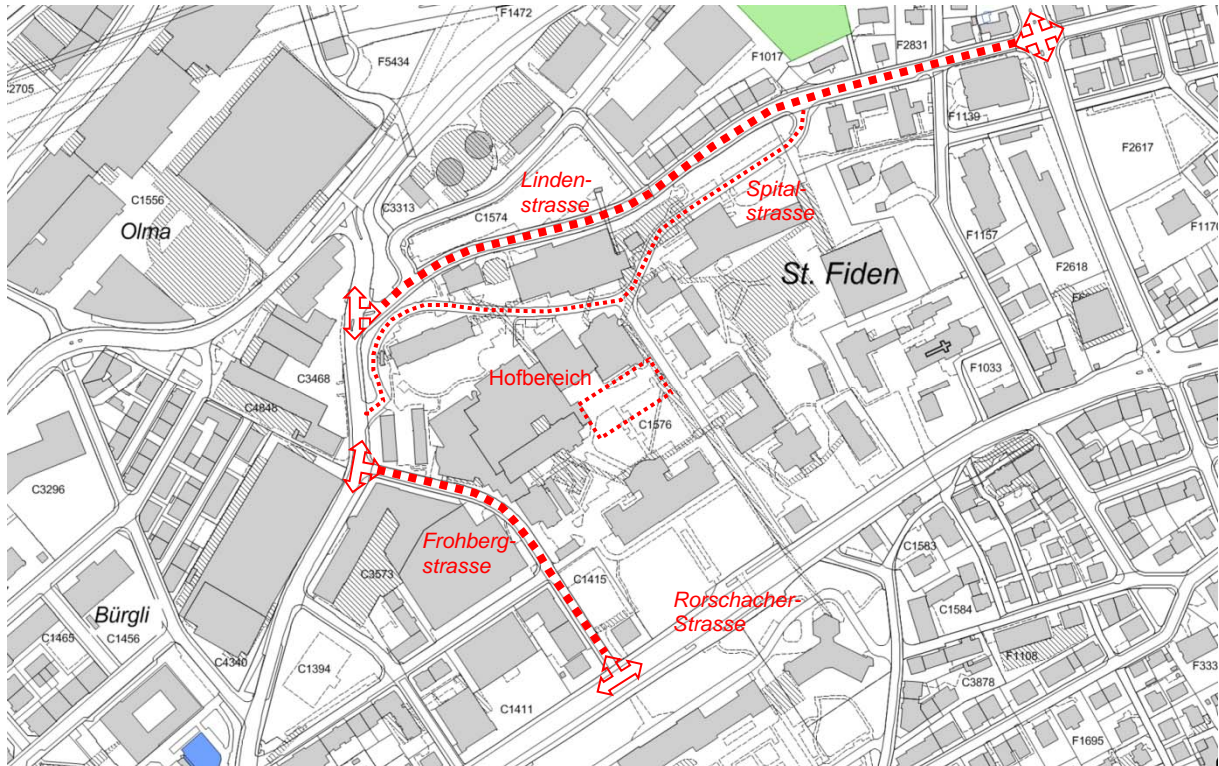 F1472
F5434
F1017
F2831
2705
F1139
F2617
C1556
Olma
C3313
C1574
Linden-
strasse
Spital-
strasse
F1157
F1170
F2618
St. Fiden
C3468
Hofbereich
F1033
C4848
C1576
C3296
Frohberg-
strasse
C3573
C1415
Rorschacher-
Strasse
C1583
C1584
Bürgli
C1465
C1456
C4340
C1394
C1411
F1108
C3878
F333
F1695